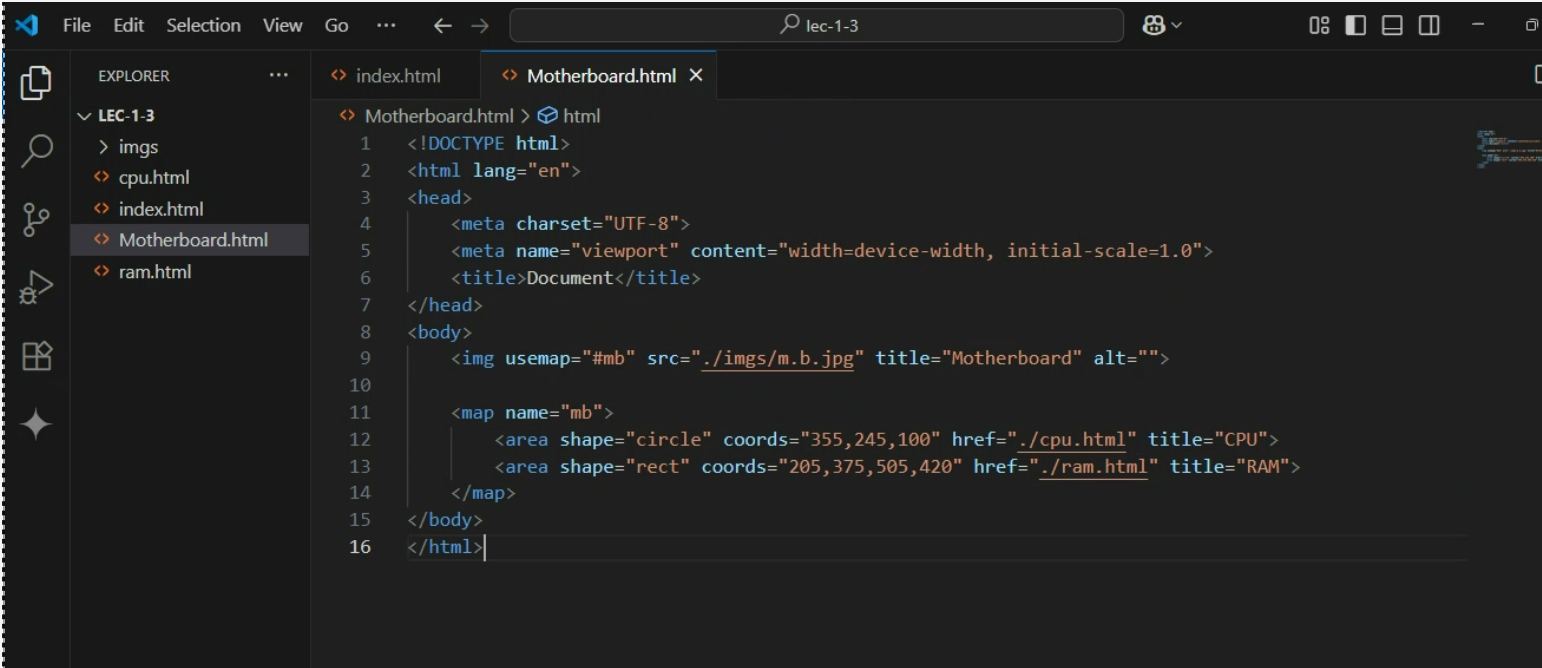 File Edit Selection View Go ··· lec-1-3
EXPLORER ···
LEC-1-3
imgs
cpu.html
index.html
Motherboard.html
ram.html
index.html Motherboard.html
Motherboard.html > html
1 <!DOCTYPE html>
2 <html lang="en">
3 <head>
4 <meta charset="UTF-8">
5 <meta name="viewport" content="width=device-width, initial-scale=1.0">
6 <title>Document</title>
7 </head>
8 <body>
9 <img usemap="#mb" src="./imgs/m.b.jpg" title="Motherboard" alt="">
10
11 <map name="mb">
12 <area shape="circle" coords="355,245,100" href="./cpu.html" title="CPU">
13 <area shape="rect" coords="205,375,505,420" href="./ram.html" title="RAM">
14 </map>
15 </body>
16 </html>